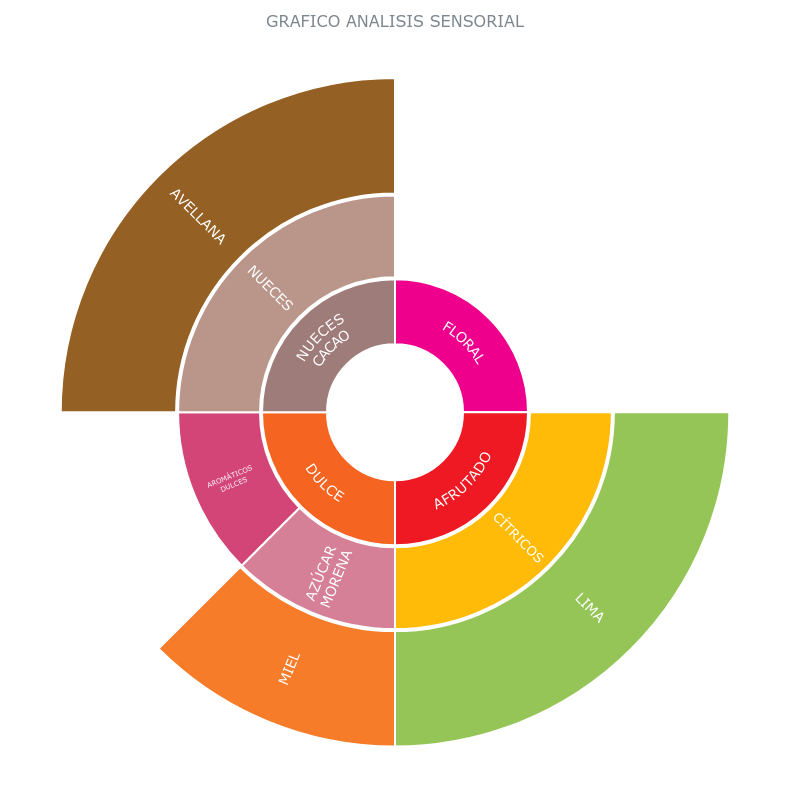 GRAFICO ANALISIS SENSORIAL
AVELLANA
NUECES
NUECES
CACAO
FLORAL
AROMÁTICOS
DULCES
DULCE
AFRUTADO
CÍTRICOS
AZÚCAR
MORENA
LIMA
MIEL